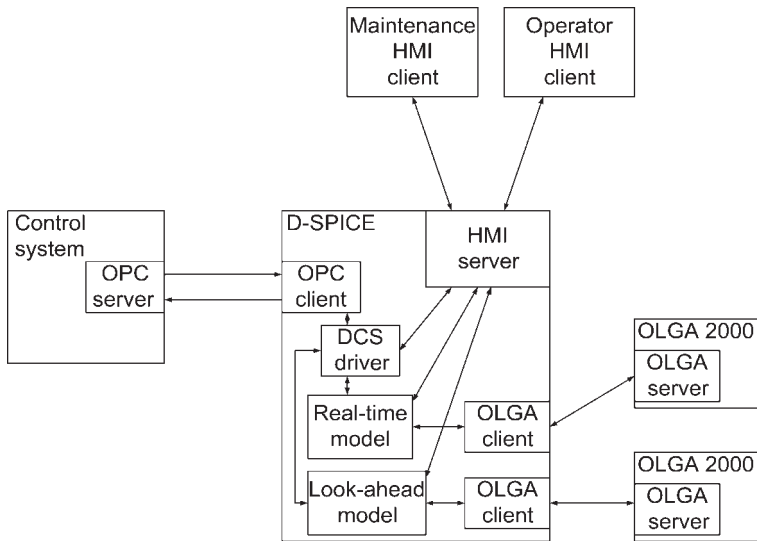 Maintenance
HMI
client
Operator
HMI
client
Control
system
OPC
server
D-SPICE
HMI
server
OPC
client
DCS
driver
Real-time
model
OLGA
client
Look-ahead
model
OLGA
client
OLGA 2000
OLGA
server
OLGA 2000
OLGA
server